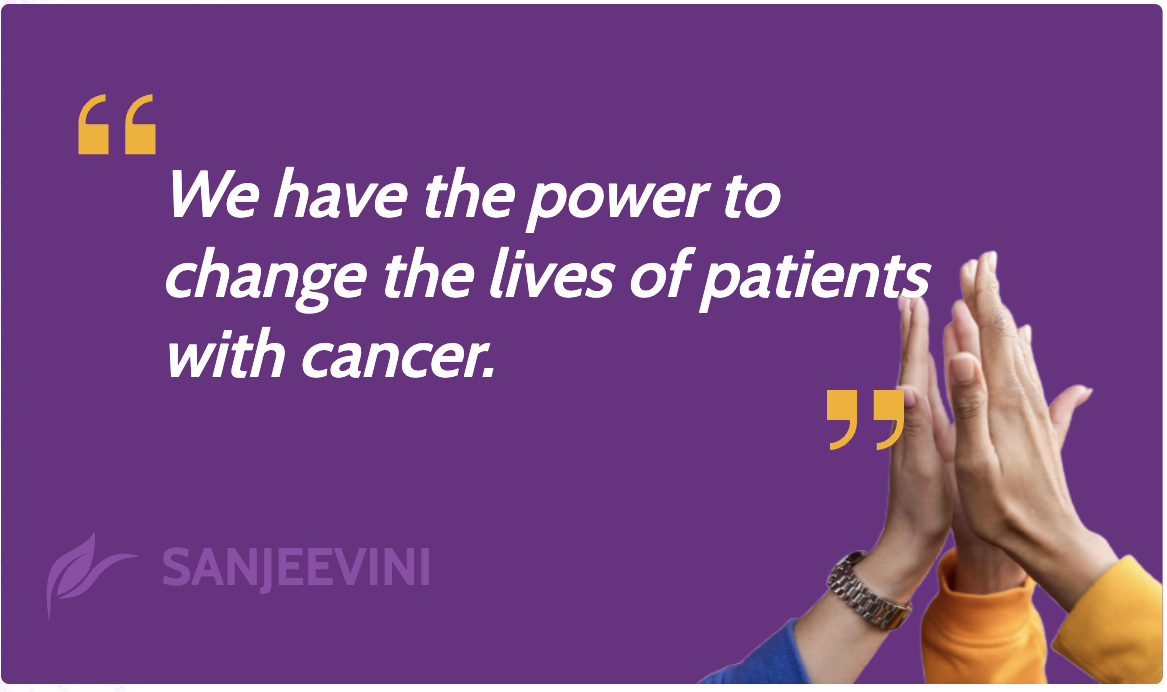 “
We have the power to
change the lives of patients
with cancer.
”
SANJEEVINI